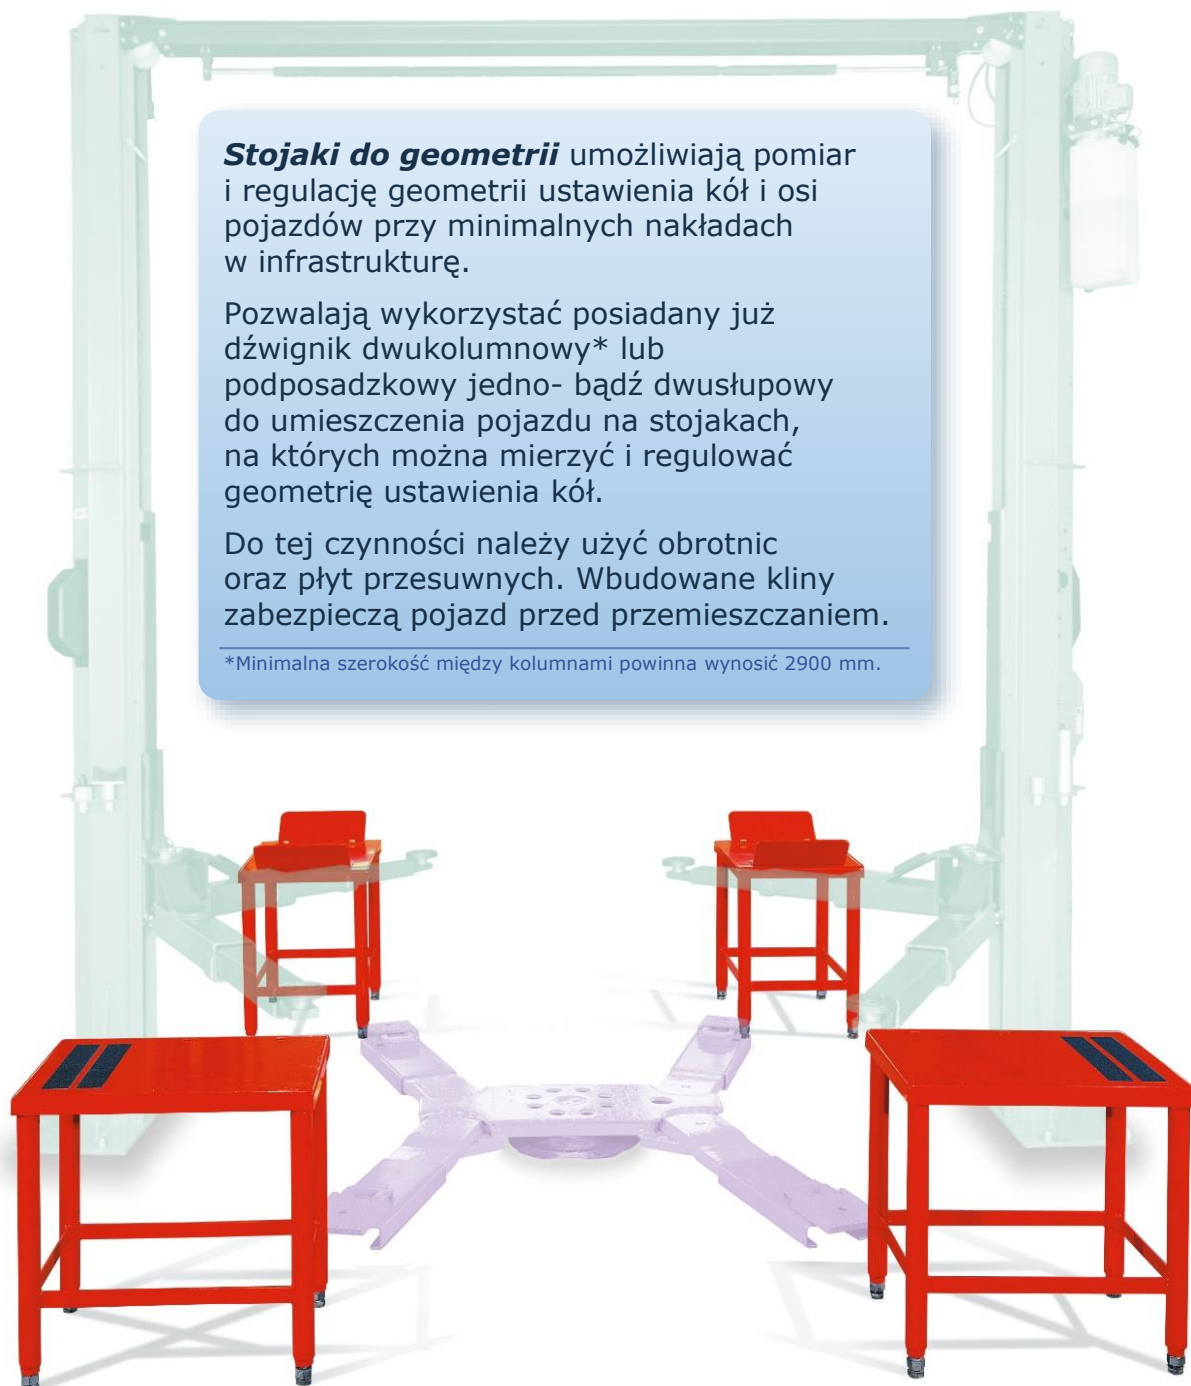 Stojaki do geometrii umożliwiają pomiar
i regulację geometrii ustawienia kół i osi
pojazdów przy minimalnych nakładach
w infrastrukturę.
Pozwalają wykorzystać posiadany już
dźwignik dwukolumnowy* lub
podposadzkowy jedno- bądź dwusłupowy
do umieszczenia pojazdu na stojakach,
na których można mierzyć i regulować
geometrię ustawienia kół.
Do tej czynności należy użyć obrotnic
oraz płyt przesuwnych. Wbudowane kliny
zabezpieczą pojazd przed przemieszczaniem.
*Minimalna szerokość między kolumnami powinna wynosić 2900 mm.